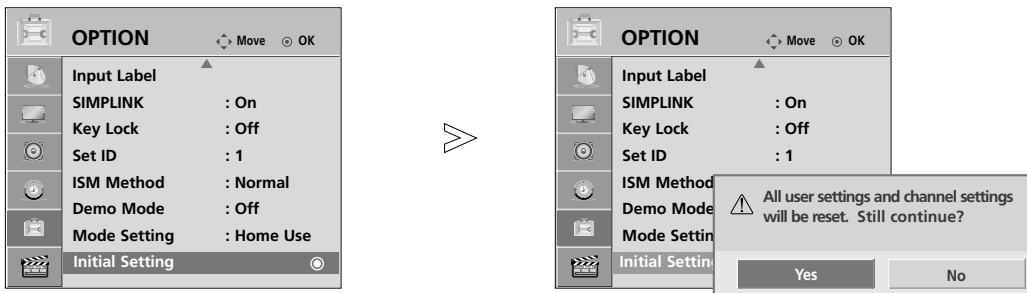 OPTION Move OK
Input Label
SIMPLINK : On
Key Lock : Off
Set ID : 1
ISM Method : Normal
Demo Mode : Off
Mode Setting : Home Use
Initial Setting
OPTION Move OK
Input Label
SIMPLINK : On
Key Lock : Off
Set ID : 1
ISM Method
Demo Mode
Mode Settin
Initial Settin
All user settings and channel settings
will be reset. Still continue?
Yes No